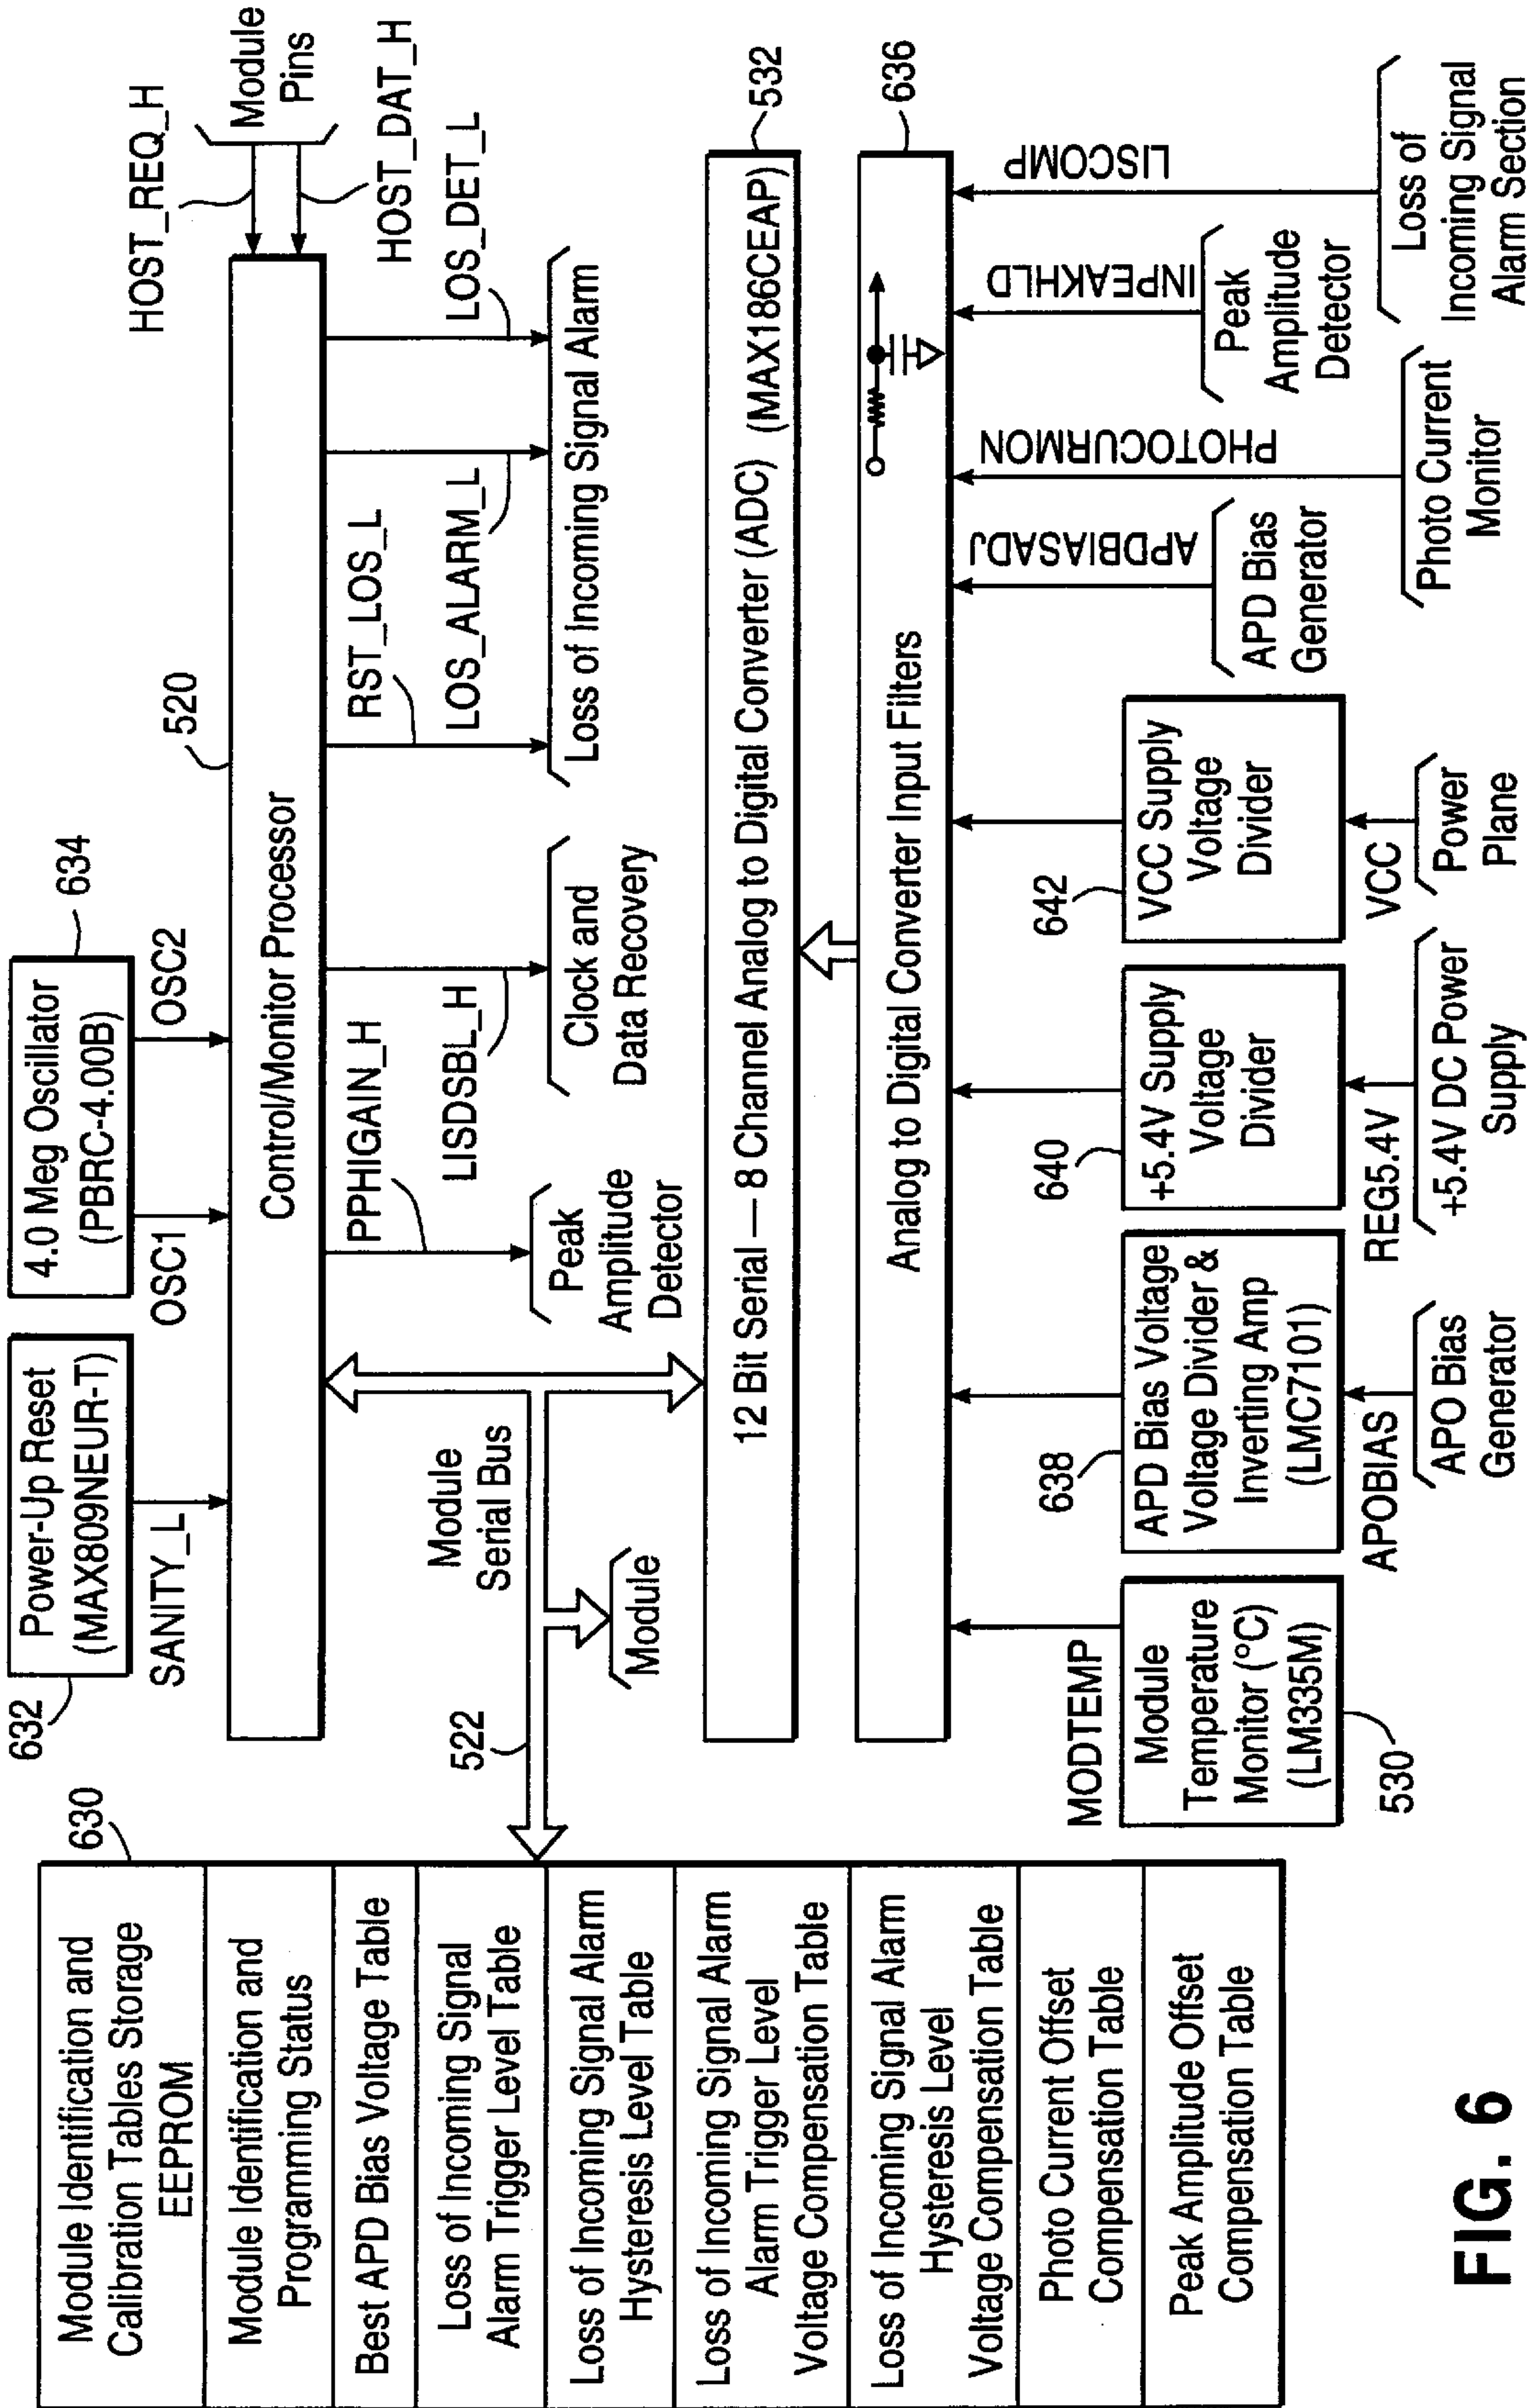 Module Identification and
Calibration Tables Storage
EEPROM
630
Module Identification and
Programming Status
Best APD Bias Voltage Table
Loss of Incoming Signal
Alarm Trigger Level Table
Loss of Incoming Signal Alarm
Hysteresis Level Table
Loss of Incoming Signal Alarm
Alarm Trigger Level
Voltage Compensation Table
Loss of Incoming Signal Alarm
Hysteresis Level
Voltage Compensation Table
Photo Current Offset
Compensation Table
Peak Amplitude Offset
Compensation Table
632
Power-Up Reset
(MAX809NEUR-T)
SANITY_L
4.0 Meg Oscillator
(PBRC-4.00B)
634
OSC1
OSC2
520
Control/Monitor Processor
HOST_REQ_H
Module
Pins
HOST_DAT_H
522
Module
Serial Bus
Module
PPHIGAIN_H
Peak
Amplitude
Detector
LISDSBL_H
Clock and
Data Recovery
RST_LOS_L
LOS_ALARM_L
LOS_DET_L
Loss of Incoming Signal Alarm
12 Bit Serial — 8 Channel Analog to Digital Converter (ADC) (MAX186CEAP)
532
Analog to Digital Converter Input Filters
636
MODTEMP
Module
Temperature
Monitor (°C)
(LM335M)
530
638
APD Bias Voltage
Voltage Divider &
Inverting Amp
(LMC7101)
APOBIAS
APO Bias
Generator
640
+5.4V Supply
Voltage
Divider
REG5.4V
+5.4V DC Power
Supply
642
VCC Supply
Voltage
Divider
VCC
Power
Plane
APDBIASADJ
APD Bias
Generator
PHOTOCURMON
Photo Current
Monitor
INPEAKHLD
Peak
Amplitude
Detector
LISCOMP
Loss of
Incoming Signal
Alarm Section
FIG. 6